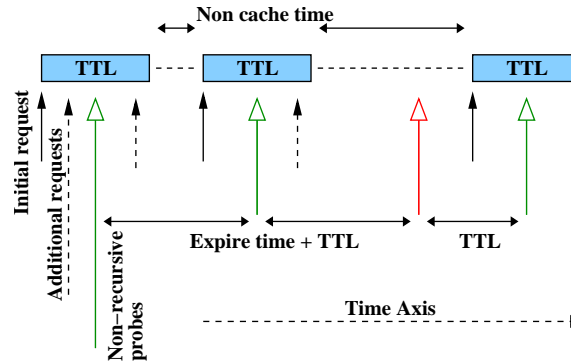 Non cache time
TTL
TTL
TTL
Initial request
Additional requests
Non-recursive
probes
Expire time + TTL
TTL
Time Axis